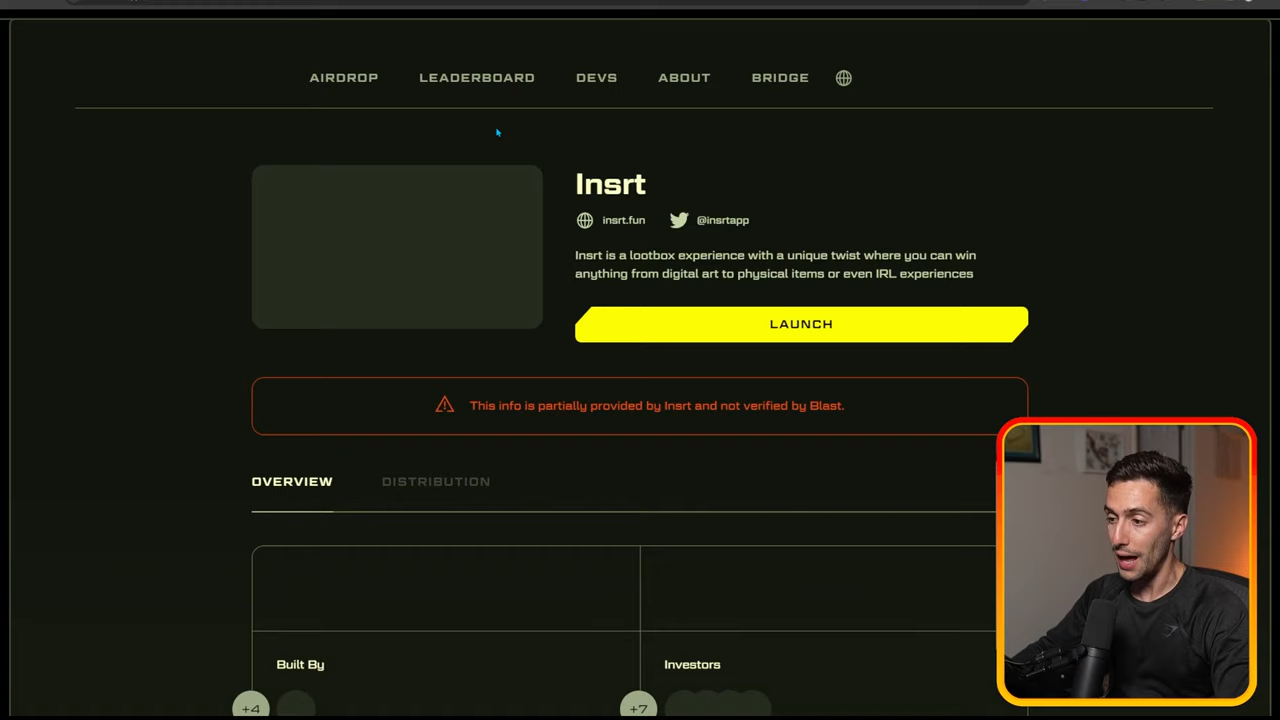 AIRDROP LEADERBOARD DEVS ABOUT BRIDGE
Insrt
insrt.fun @insrtapp
Insrt is a lootbox experience with a unique twist where you can win
anything from digital art to physical items or even IRL experiences
LAUNCH
This info is partially provided by Insrt and not verified by Blast.
OVERVIEW DISTRIBUTION
Built By Investors
+4 +7